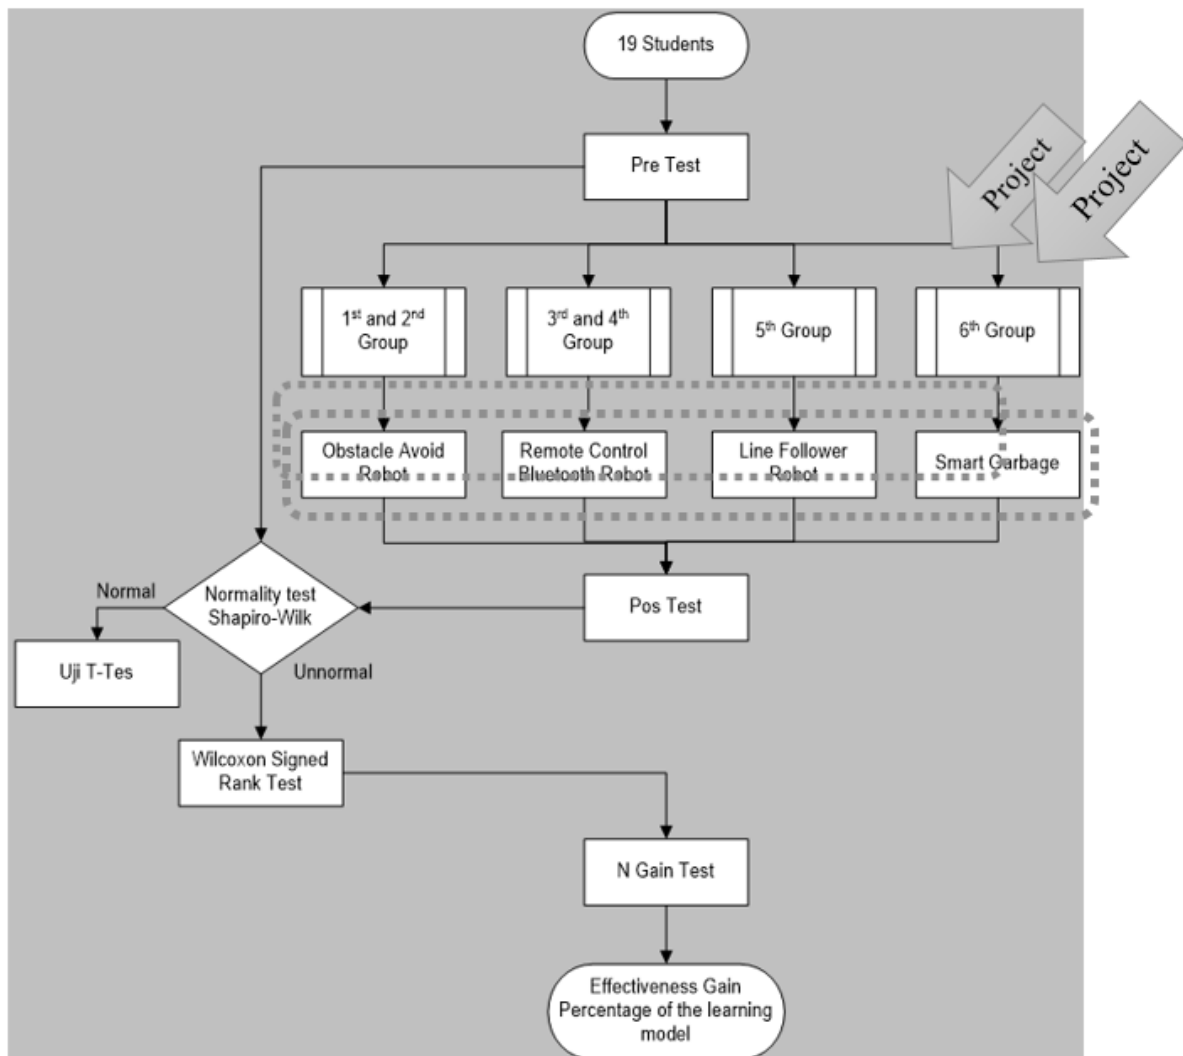 19 Students
Pre Test
Project
Project
1st and 2nd
Group
3rd and 4th
Group
5th Group
6th Group
Obstacle Avoid
Robot
Remote Control
Bluetooth Robot
Line Follower
Robot
Smart Garbage
Normal
Normality test
Shapiro-Wilk
Pos Test
Uji T-Tes
Unnormal
Wilcoxon Signed
Rank Test
N Gain Test
Effectiveness Gain
Percentage of the learning
model